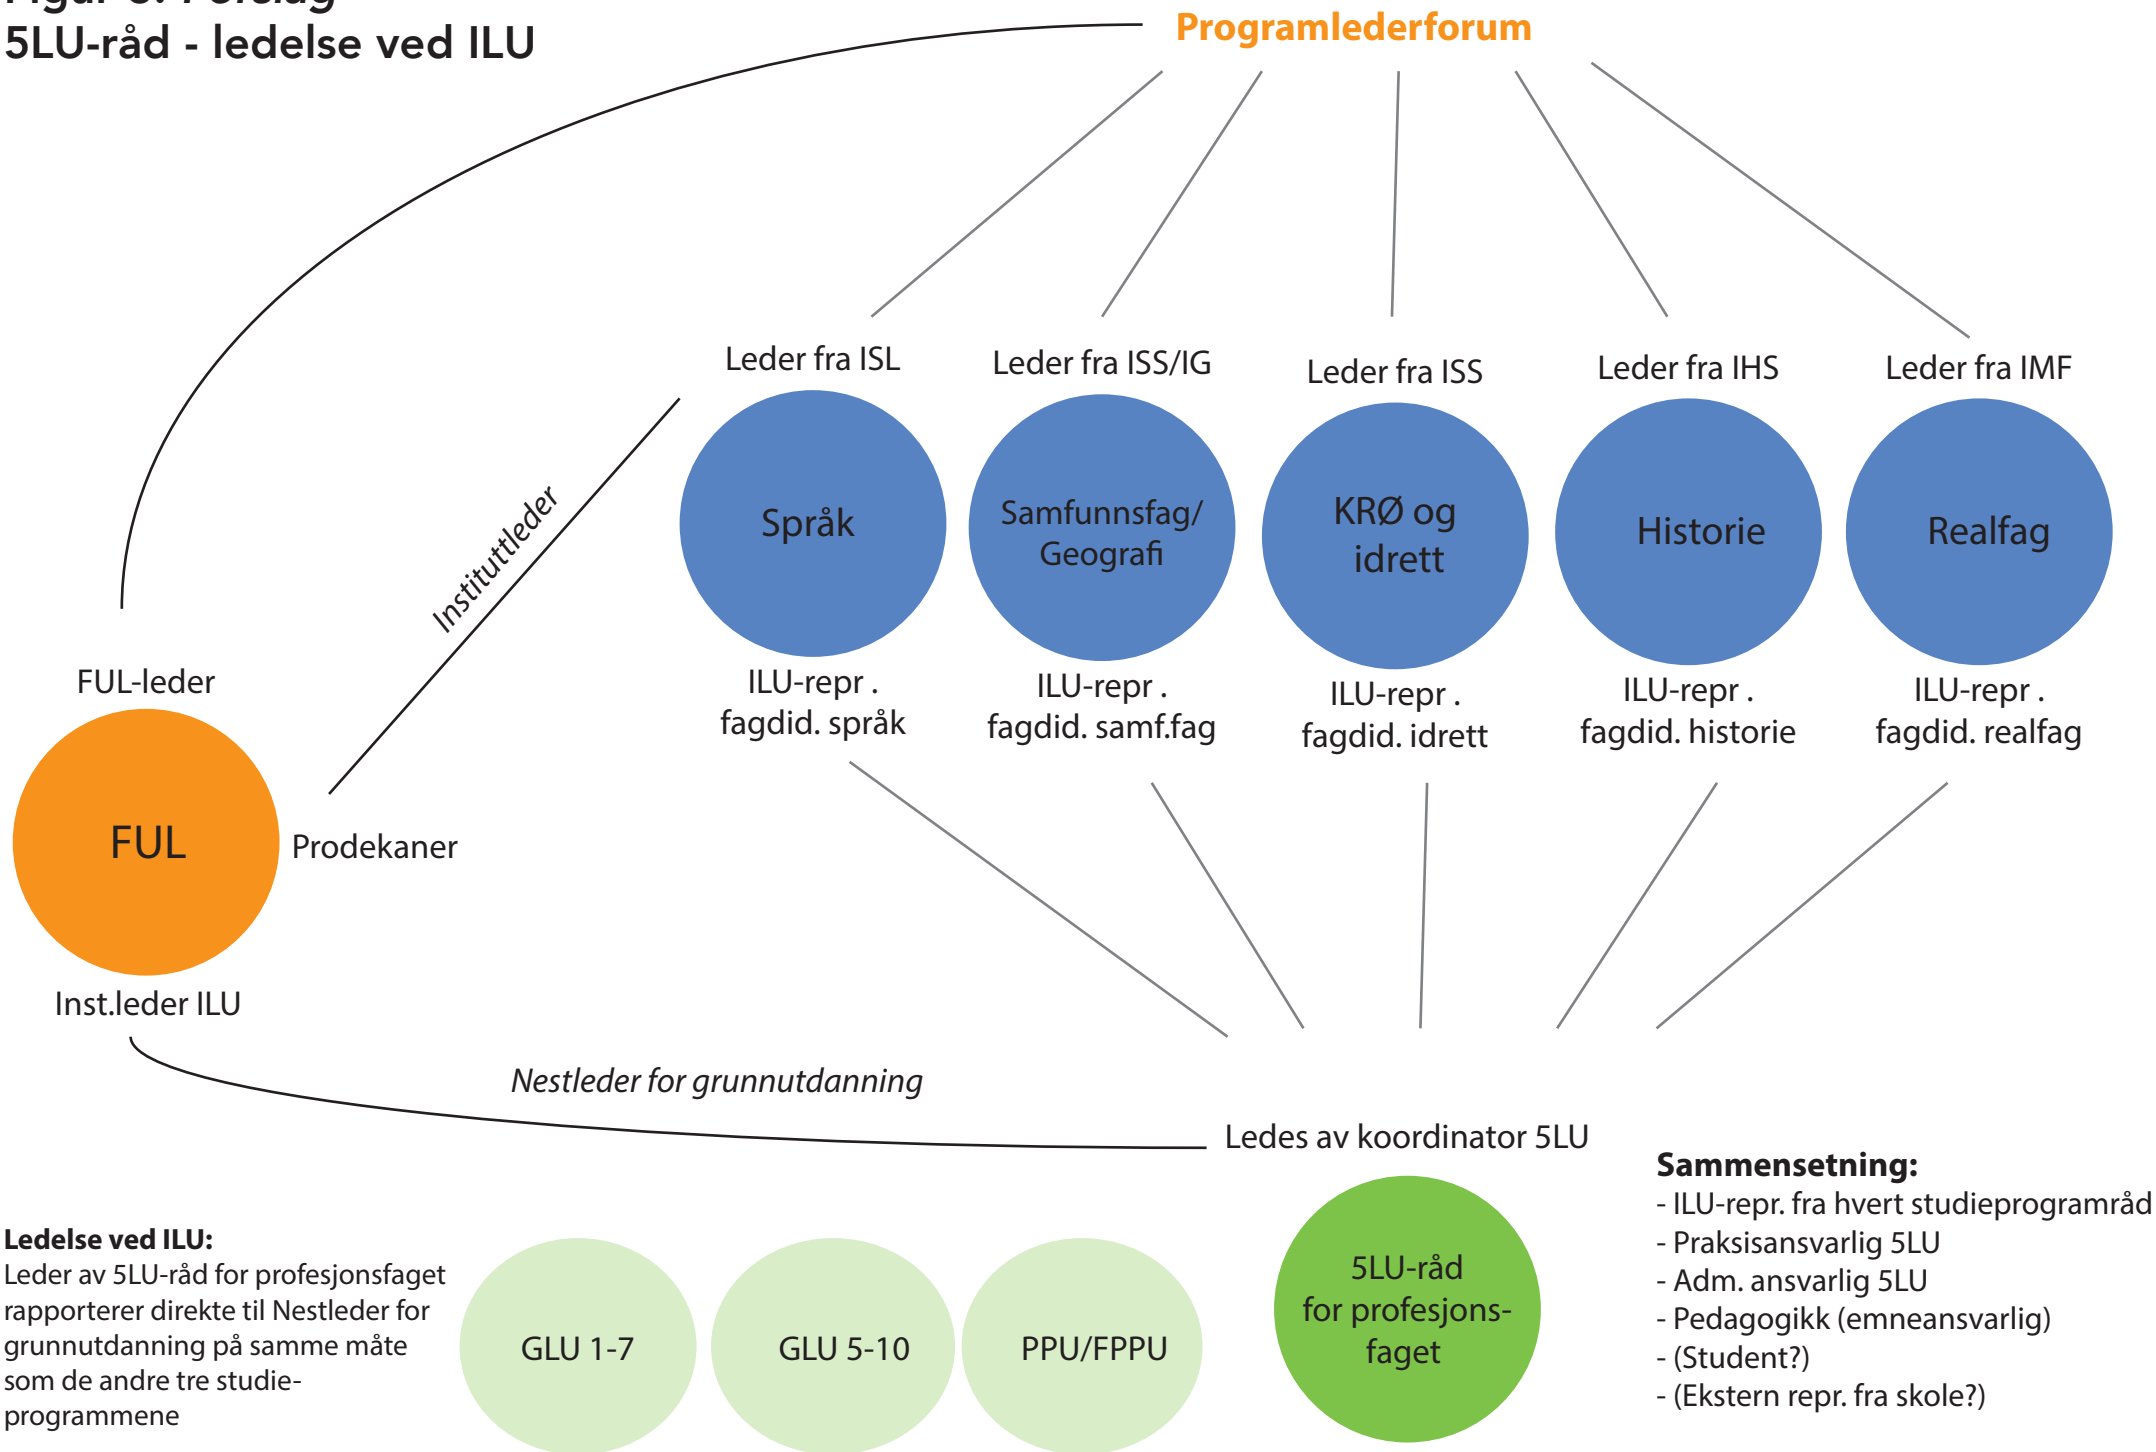 5LU-råd - ledelse ved ILU
Programlederforum
Leder fra ISL
Leder fra ISS/IG
Leder fra ISS
Leder fra IHS
Leder fra IMF
Språk
Samfunnsfag/
Geografi
KRØ og
idrett
Historie
Realfag
Instituttleder
ILU-repr .
fagdid. språk
ILU-repr .
fagdid. samf.fag
ILU-repr .
fagdid. idrett
ILU-repr .
fagdid. historie
ILU-repr .
fagdid. realfag
FUL-leder
FUL
Prodekaner
Inst.leder ILU
Nestleder for grunnutdanning
Ledes av koordinator 5LU
5LU-råd
for profesjons-
faget
Sammensetning:
- ILU-repr. fra hvert studieprogramråd
- Praksisansvarlig 5LU
- Adm. ansvarlig 5LU
- Pedagogikk (emneansvarlig)
- (Student?)
- (Ekstern repr. fra skole?)
Ledelse ved ILU:
Leder av 5LU-råd for profesjonsfaget
rapporterer direkte til Nestleder for
grunnutdanning på samme måte
som de andre tre studie-
programmene
GLU 1-7
GLU 5-10
PPU/FPPU